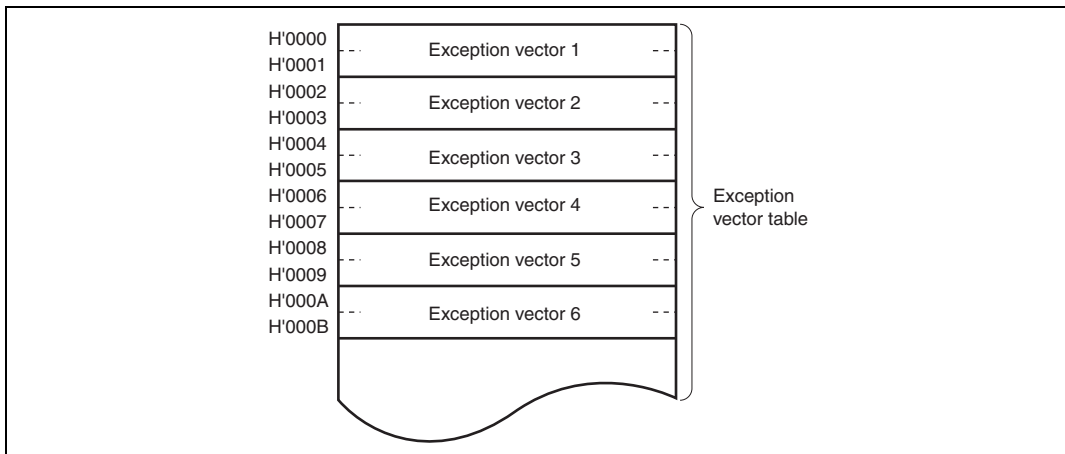 H'0000
Exception vector 1
H'0001
H'0002
Exception vector 2
H'0003
H'0004
Exception vector 3
H'0005
H'0006
Exception vector 4
H'0007
H'0008
Exception vector 5
H'0009
H'000A
Exception vector 6
H'000B
Exception
vector table